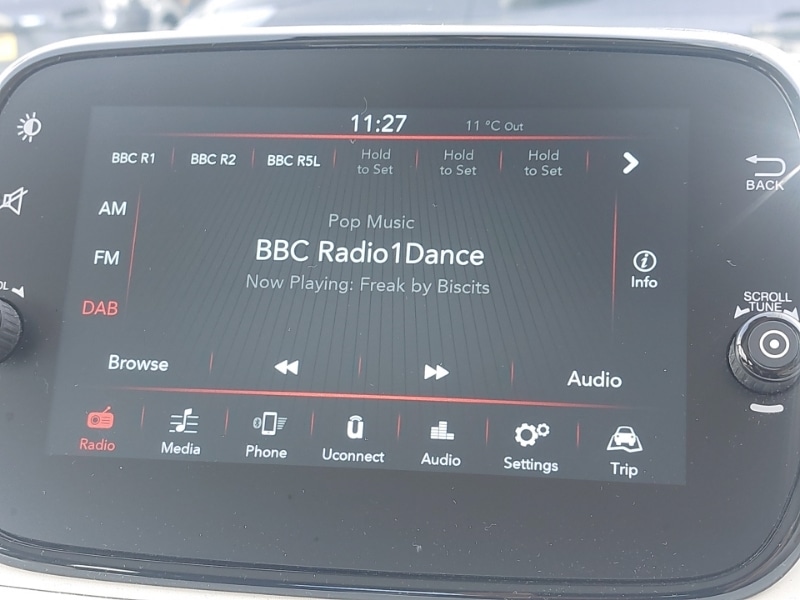 11:27 11 °C Out
BBC R1 BBC R2 BBC R5L Hold to Set Hold to Set Hold to Set
BACK
AM
FM
DAB
Pop Music
BBC Radio1Dance
Now Playing: Freak by Biscits
Info
SCROLL
TUNE
Browse Audio
Radio Media Phone Uconnect Audio Settings Trip